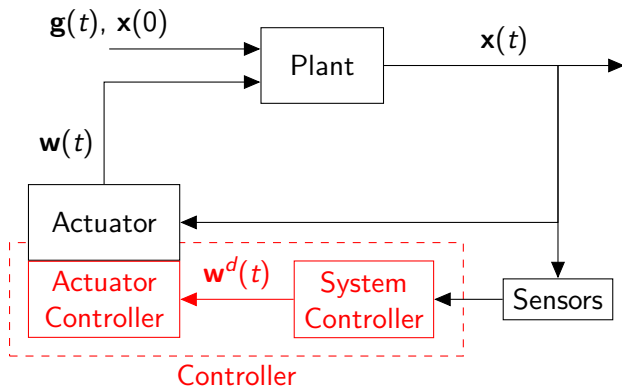 g(t), x(0)
Plant
x(t)
w(t)
Actuator
Actuator
Controller
w^d(t)
System
Controller
Sensors
Controller